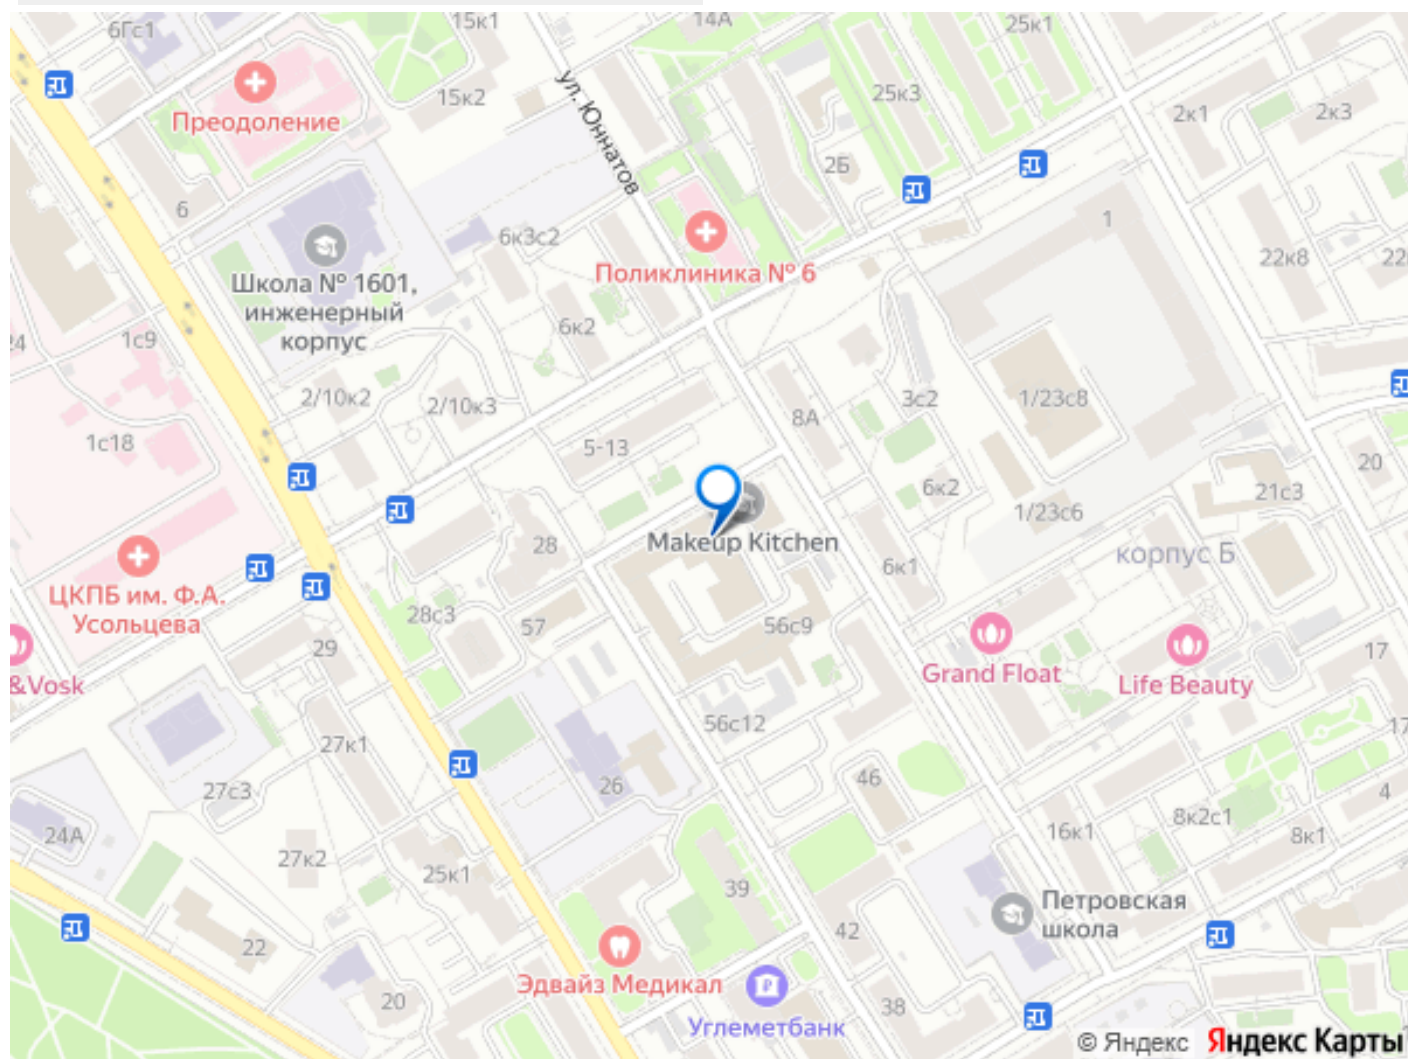 6Гс1
15к1
14А
25к1
15к2
25к3
2к1
2к3
Преодоление
ул. Юннатов
2Б
6
6к3с2
1
Поликлиника № 6
22к8
22
Школа № 1601,
инженерный
корпус
1с9
6к2
2/10к2
2/10к3
8А
3с2
1/23с8
1с18
5-13
20
6к2
21с3
1/23с6
Makeup Kitchen
28
корпус Б
6к1
ЦКПБ им. Ф.А.
Усольцева
28с3
57
56с9
29
17
&Vosk
Grand Float
Life Beauty
56с12
27к1
17
26
46
27с3
4
24А
16к1
8к2с1
8к1
27к2
25к1
39
Петровская
школа
22
42
Эдвайз Медикал
20
38
Углеметбанк
© Яндекс Яндекс Карты